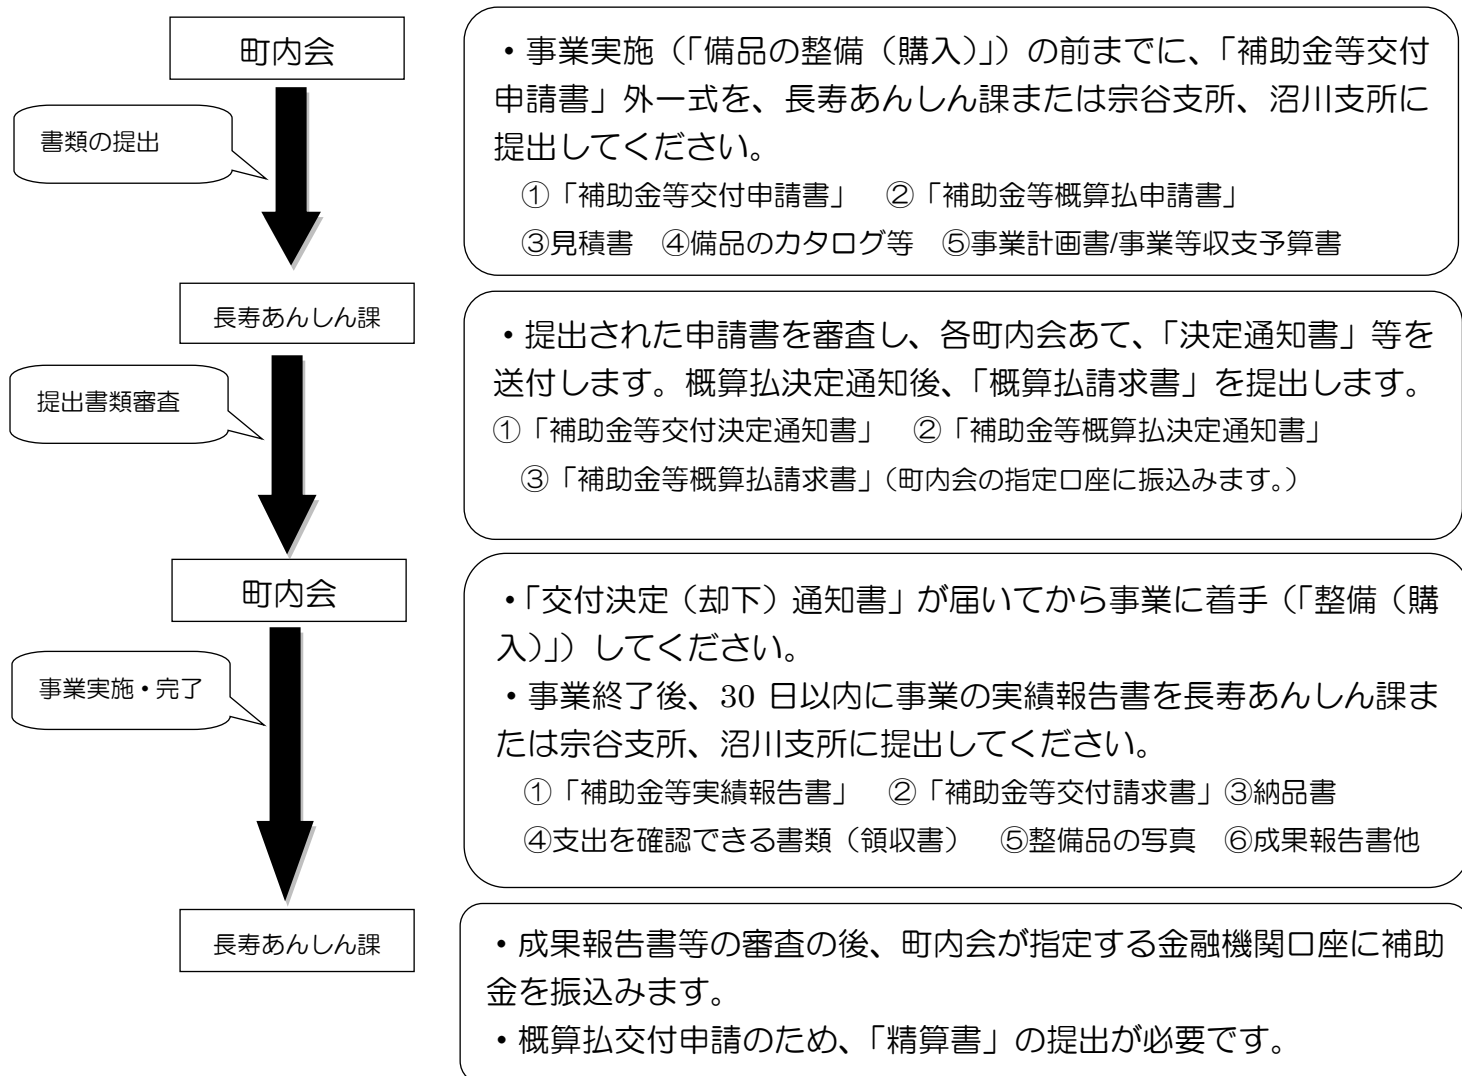 町内会
・事業実施（「備品の整備（購入）」）の前までに、「補助金等交付
申請書」外一式を、長寿あんしん課または宗谷支所、沼川支所に
提出してください。
①「補助金等交付申請書」　②「補助金等概算払申請書」
③見積書　④備品のカタログ等　⑤事業計画書/事業等収支予算書
書類の提出
長寿あんしん課
・提出された申請書を審査し、各町内会あて、「決定通知書」等を
送付します。概算払決定通知後、「概算払請求書」を提出します。
①「補助金等交付決定通知書」　②「補助金等概算払決定通知書」
③「補助金等概算払請求書」（町内会の指定口座に振込みます。）
提出書類審査
町内会
・「交付決定（却下）通知書」が届いてから事業に着手（「整備（購
入）」）してください。
・事業終了後、30 日以内に事業の実績報告書を長寿あんしん課ま
たは宗谷支所、沼川支所に提出してください。
①「補助金等実績報告書」　②「補助金等交付請求書」③納品書
④支出を確認できる書類（領収書）　⑤整備品の写真　⑥成果報告書他
事業実施・完了
長寿あんしん課
・成果報告書等の審査の後、町内会が指定する金融機関口座に補助
金を振込みます。
・概算払交付申請のため、「精算書」の提出が必要です。